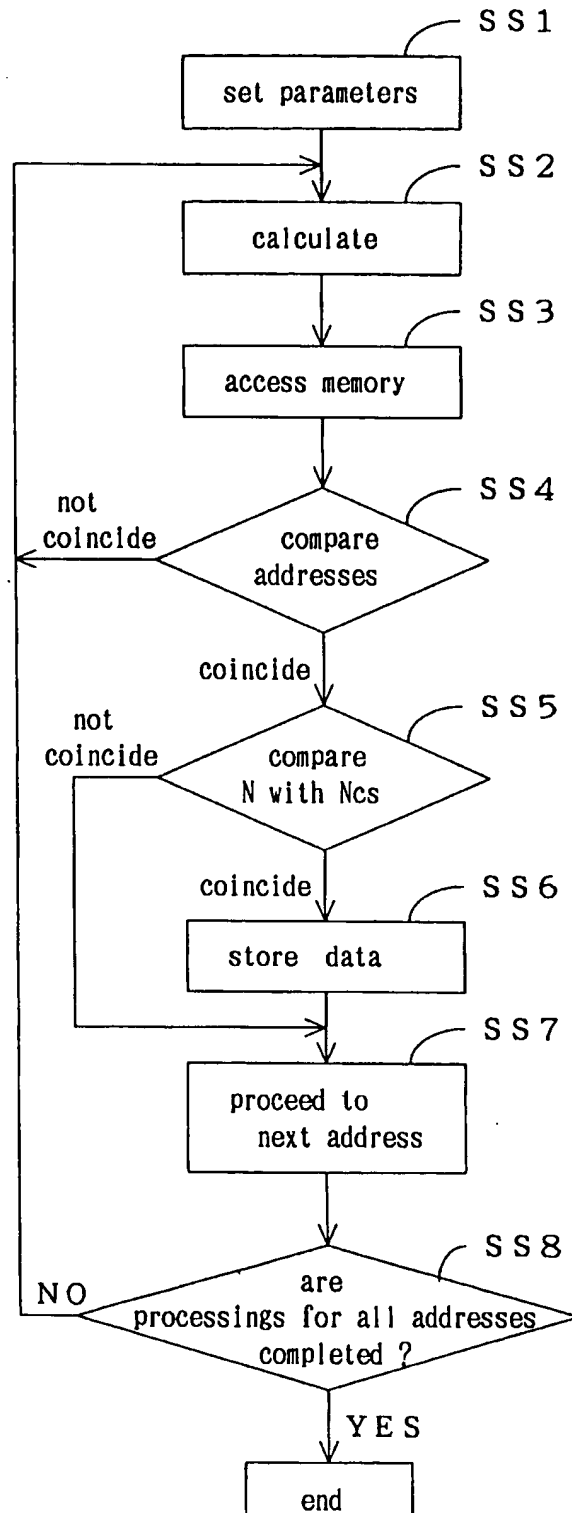 SS1
set parameters
SS2
calculate
SS3
access memory
SS4
not
coincide
compare
addresses
coincide
SS5
not
coincide
compare
N with Ncs
coincide
SS6
store data
SS7
proceed to
next address
SS8
NO
are
processings for all addresses
completed ?
YES
end